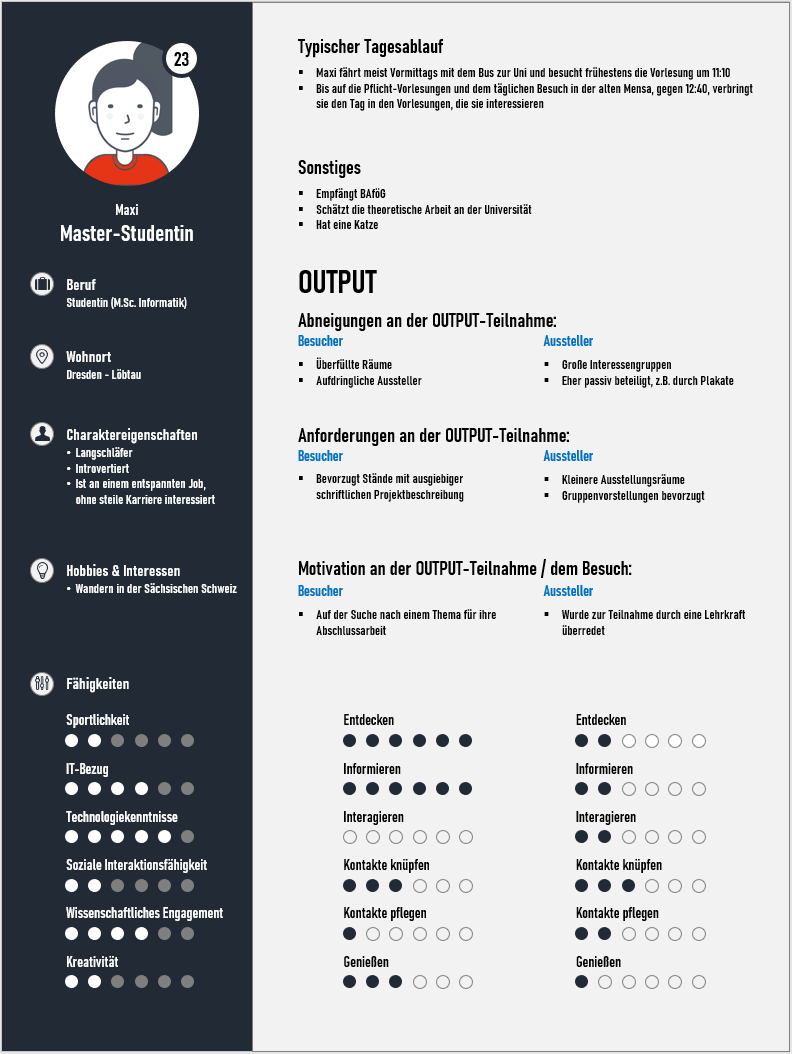 23
Maxi
Master-Studentin
Beruf
Studentin (M.Sc. Informatik)
Wohnort
Dresden - Löbtau
Charaktereigenschaften
• Langschläfer
• Introvertiert
• Ist an einem entspannten Job,
ohne steile Karriere interessiert
Hobbies & Interessen
• Wandern in der Sächsischen Schweiz
Fähigkeiten
Sportlichkeit
IT-Bezug
Technologiekenntnisse
Soziale Interaktionsfähigkeit
Wissenschaftliches Engagement
Kreativität
Typischer Tagesablauf
▪ Maxi fährt meist Vormittags mit dem Bus zur Uni und besucht frühestens die Vorlesung um 11:10
▪ Bis auf die Pflicht-Vorlesungen und dem täglichen Besuch in der alten Mensa, gegen 12:40, verbringt
sie den Tag in den Vorlesungen, die sie interessieren
Sonstiges
▪ Empfängt BAföG
▪ Schätzt die theoretische Arbeit an der Universität
▪ Hat eine Katze
OUTPUT
Abneigungen an der OUTPUT-Teilnahme:
Besucher
▪ Überfüllte Räume
▪ Aufdringliche Aussteller
Aussteller
▪ Große Interessengruppen
▪ Eher passiv beteiligt, z.B. durch Plakate
Anforderungen an der OUTPUT-Teilnahme:
Besucher
▪ Bevorzugt Stände mit ausgiebiger
schriftlichen Projektbeschreibung
Aussteller
▪ Kleinere Ausstellungsräume
▪ Gruppenvorstellungen bevorzugt
Motivation an der OUTPUT-Teilnahme / dem Besuch:
Besucher
▪ Auf der Suche nach einem Thema für ihre
Abschlussarbeit
Aussteller
▪ Wurde zur Teilnahme durch eine Lehrkraft
überredet
Entdecken
Informieren
Interagieren
Kontakte knüpfen
Kontakte pflegen
Genießen
Entdecken
Informieren
Interagieren
Kontakte knüpfen
Kontakte pflegen
Genießen